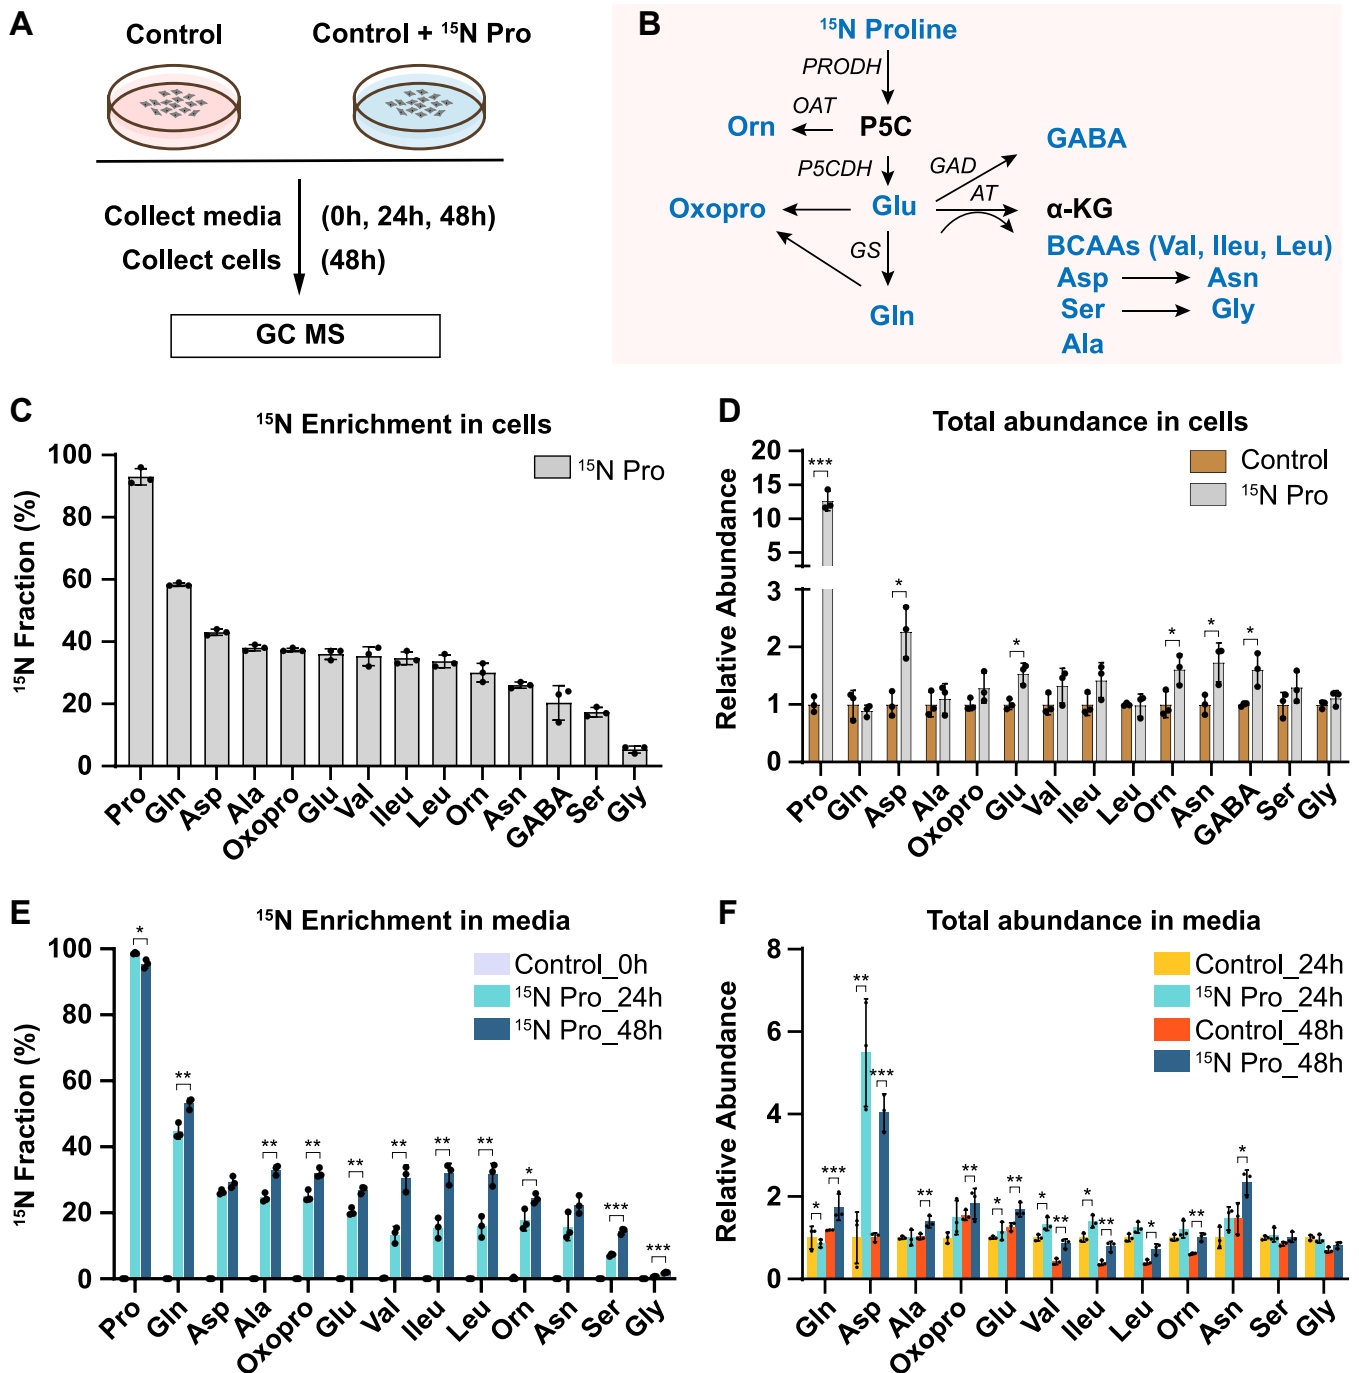 A
Control
Control + ¹⁵N Pro
Collect media
(0h, 24h, 48h)
Collect cells
(48h)
GC MS
B
¹⁵N Proline
PRODH
OAT
Orn
P5C
GABA
P5CDH
GAD
AT
Oxopro
Glu
α-KG
GS
BCAAs (Val, Ileu, Leu)
Asp
Asn
Ser
Gly
Gln
Ala
C
¹⁵N Enrichment in cells
¹⁵N Pro
¹⁵N Fraction (%)
100
80
60
40
20
0
Pro
Gln
Asp
Ala
Oxopro
Glu
Val
Ileu
Leu
Orn
Asn
GABA
Ser
Gly
D
Total abundance in cells
Control
¹⁵N Pro
Relative Abundance
20
15
10
5
3
2
1
0
***
*
*
*
*
*
Pro
Gln
Asp
Ala
Oxopro
Glu
Val
Ileu
Leu
Orn
Asn
GABA
Ser
Gly
E
¹⁵N Enrichment in media
Control_0h
¹⁵N Pro_24h
¹⁵N Pro_48h
¹⁵N Fraction (%)
100
80
60
40
20
0
*
**
**
**
**
**
**
**
*
***
***
Pro
Gln
Asp
Ala
Oxopro
Glu
Val
Ileu
Leu
Orn
Asn
Ser
Gly
F
Total abundance in media
Control_24h
¹⁵N Pro_24h
Control_48h
¹⁵N Pro_48h
Relative Abundance
8
6
4
2
0
*
***
**
***
**
**
*
**
*
**
*
**
*
**
*
Gln
Asp
Ala
Oxopro
Glu
Val
Ileu
Leu
Orn
Asn
Ser
Gly